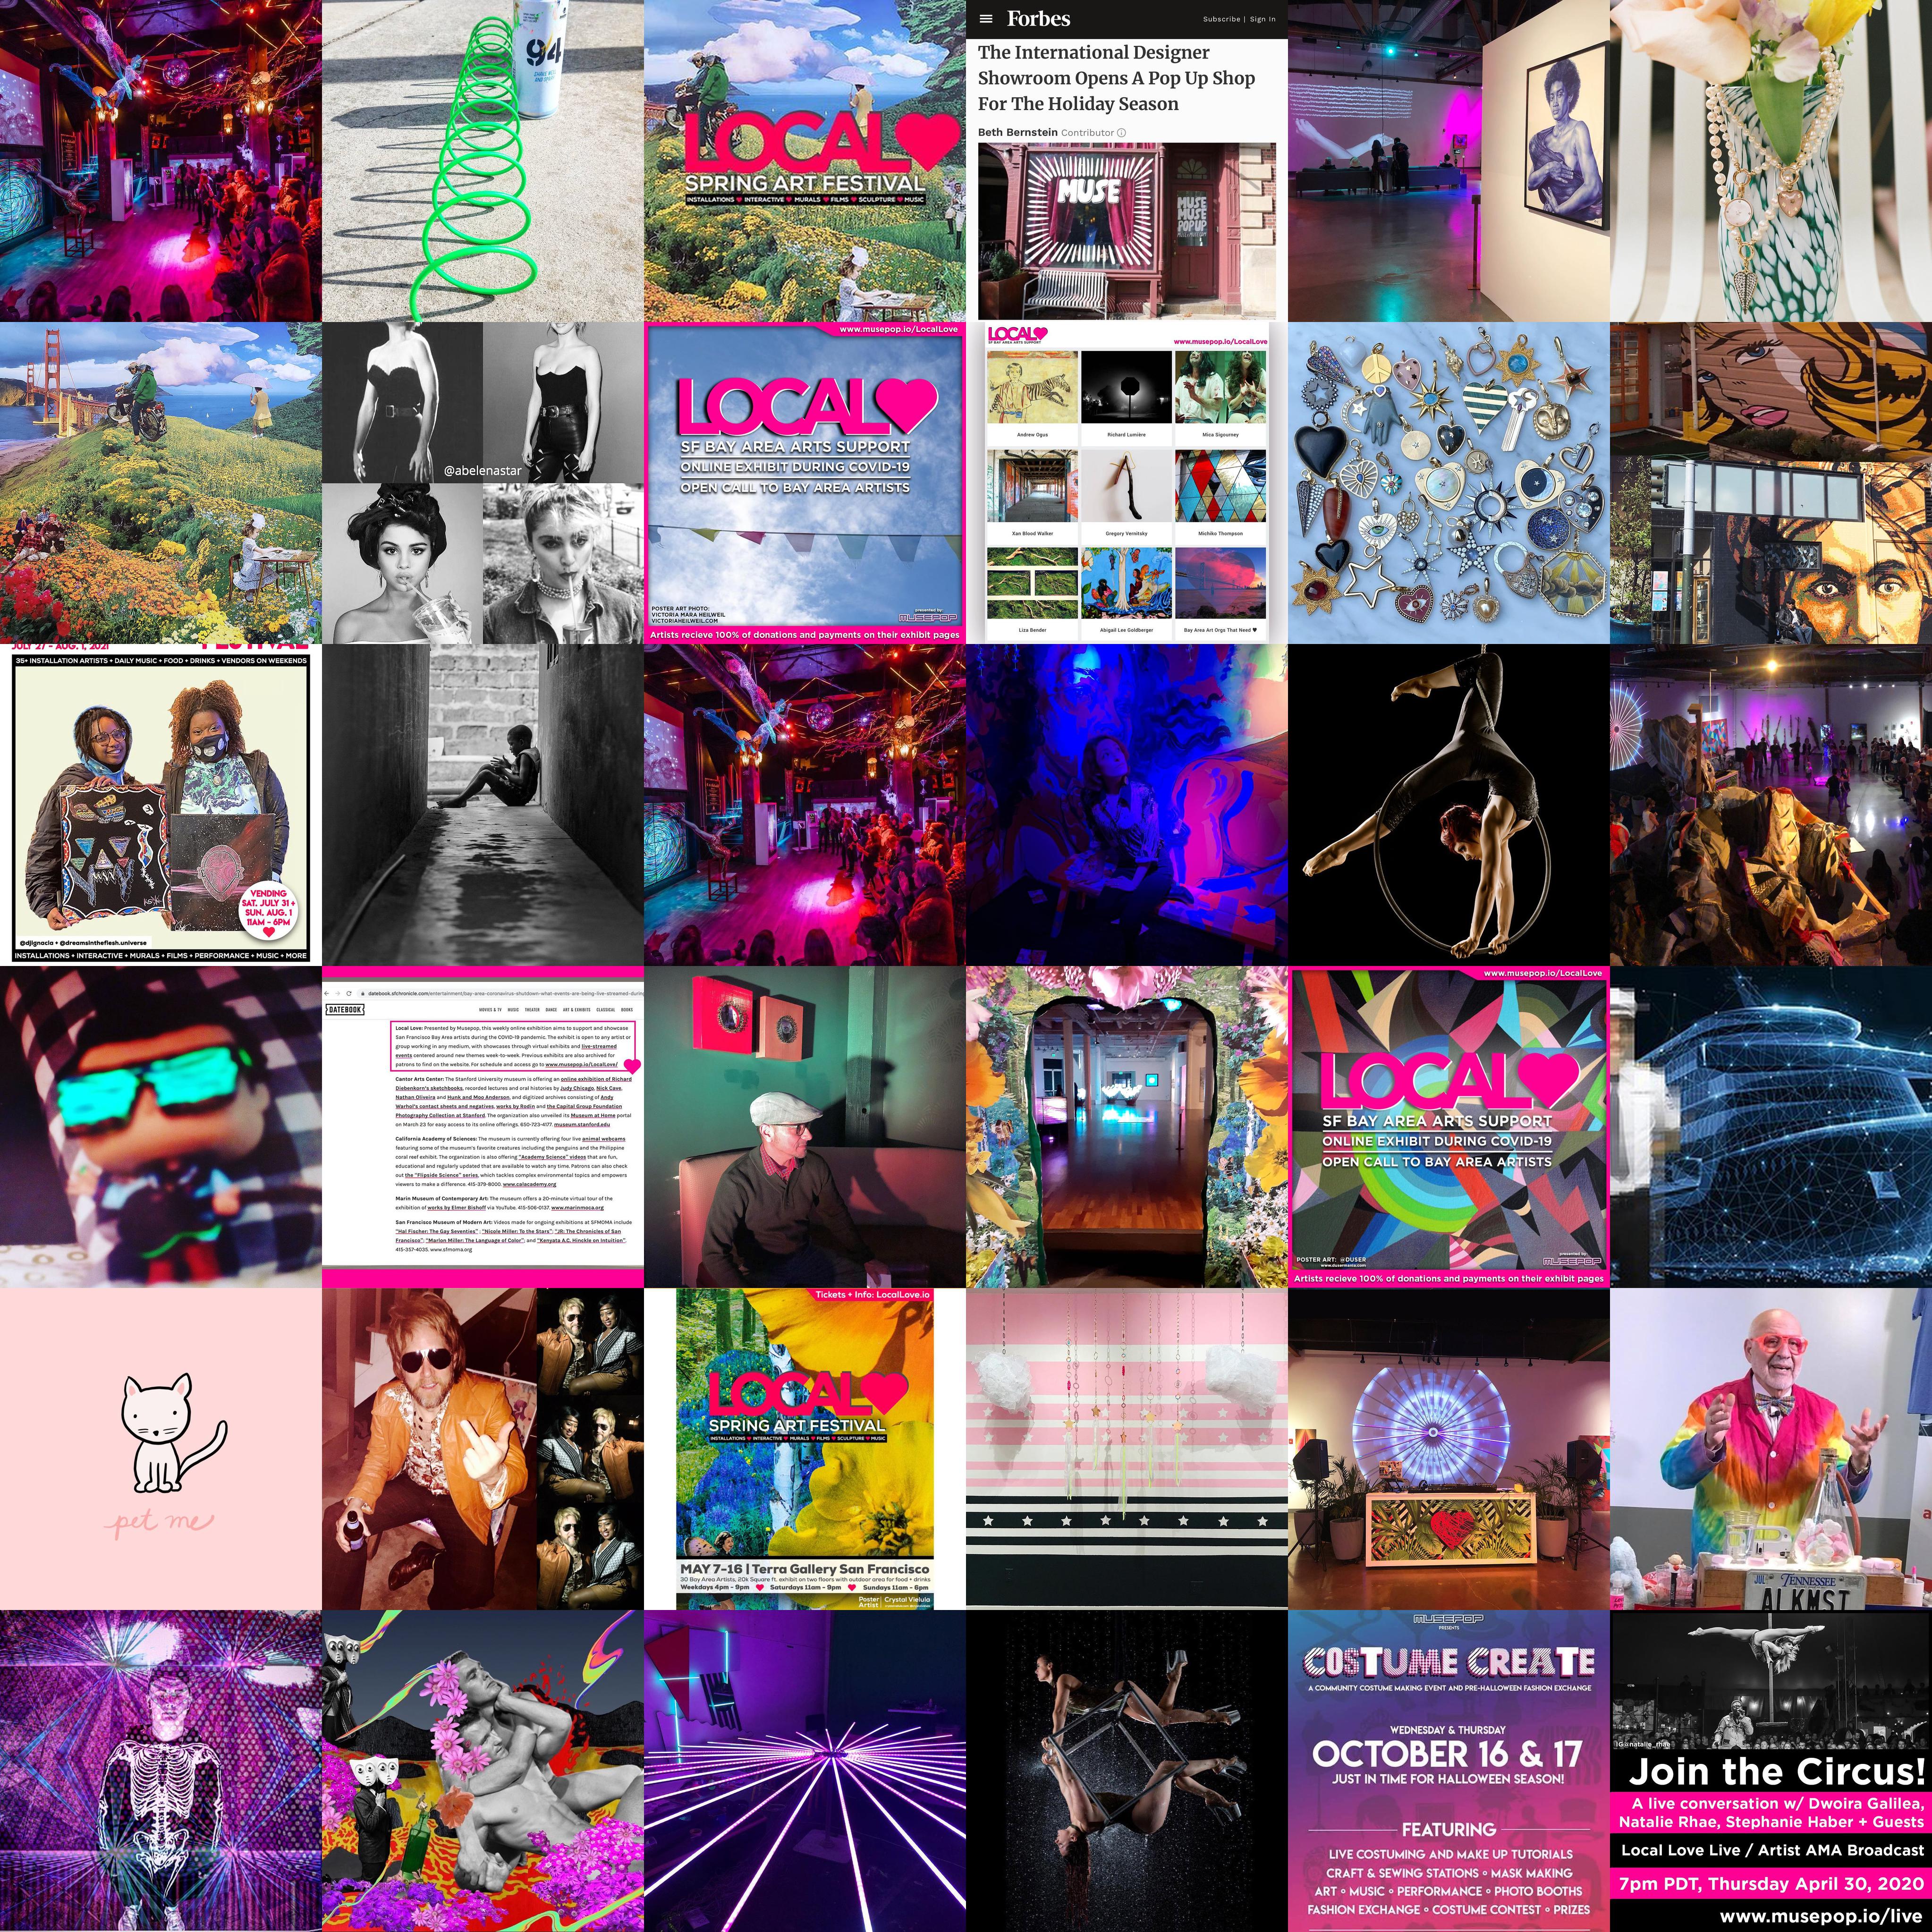 94
LOCAL
SPRING ART FESTIVAL
INSTALLATIONS ♥ INTERACTIVE ♥ MURALS ♥ FILMS ♥ SCULPTURE ♥ MUSIC
Forbes
Subscribe | Sign In
The International Designer
Showroom Opens A Pop Up Shop
For The Holiday Season
Beth Bernstein Contributor
MUSE
MUSE
MUSE
POP UP
@abelenastar
www.musepop.io/LocalLove
LOCAL
SF BAY AREA ARTS SUPPORT
ONLINE EXHIBIT DURING COVID-19
OPEN CALL TO BAY AREA ARTISTS
POSTER ART PHOTO:
VICTORIA MARA HEILWEIL
VICTORIAHEILWEIL.COM
presented by:
MUSEPOP
Artists recieve 100% of donations and payments on their exhibit pages
LOCAL
SF BAY AREA ARTS SUPPORT
www.musepop.io/LocalLove
Andrew Ogus
Richard Lumière
Mica Sigourney
Xan Blood Walker
Gregory Vernitsky
Michiko Thompson
Liza Bender
Abigail Lee Goldberger
Bay Area Art Orgs That Need ♥
JULY 27 - AUG. 1, 2021
FESTIVAL
35+ INSTALLATION ARTISTS + DAILY MUSIC + FOOD + DRINKS + VENDORS ON WEEKENDS
VENDING
SAT. JULY 31 +
SUN. AUG. 1
11AM - 6PM
@djignacia + @dreamsintheflesh.universe
INSTALLATIONS + INTERACTIVE + MURALS + FILMS + PERFORMANCE + MUSIC + MORE
datebook.sfchronicle.com/entertainment/bay-area-coronavirus-shutdown-what-events-are-being-live-streamed-during
DATEBOOK
MOVIES & TV MUSIC THEATER DANCE ART & EXHIBITS CLASSICAL BOOKS
Local Love: Presented by Musepop, this weekly online exhibition aims to support and showcase
San Francisco Bay Area artists during the COVID-19 pandemic. The exhibit is open to any artist or
group working in any medium, with showcases through virtual exhibits and live-streamed
events centered around new themes week-to-week. Previous exhibits are also archived for
patrons to find on the website. For schedule and access go to www.musepop.io/LocalLove/
Cantor Arts Center: The Stanford University museum is offering an online exhibition of Richard
Diebenkorn's sketchbooks, recorded lectures and oral histories by Judy Chicago, Nick Cave,
Nathan Oliveira and Hunk and Moo Anderson, and digitized archives consisting of Andy
Warhol's contact sheets and negatives, works by Rodin and the Capital Group Foundation
Photography Collection at Stanford. The organization also unveiled its Museum at Home portal
on March 23 for easy access to its online offerings. 650-723-4177. museum.stanford.edu
California Academy of Sciences: The museum is currently offering four live animal webcams
featuring some of the museum's favorite creatures including the penguins and the Philippine
coral reef exhibit. The organization is also offering "Academy Science" videos that are fun,
educational and regularly updated that are available to watch any time. Patrons can also check
out the "Flipside Science" series, which tackles complex environmental topics and empowers
viewers to make a difference. 415-379-8000. www.calacademy.org
Marin Museum of Contemporary Art: The museum offers a 20-minute virtual tour of the
exhibition of works by Elmer Bishoff via YouTube. 415-506-0137. www.marinmosa.org
San Francisco Museum of Modern Art: Videos made for ongoing exhibitions at SFMOMA include
"Hal Fischer: The Gay Seventies"; "Nicole Miller: To the Stars"; "JR: The Chronicles of San
Francisco"; "Marlon Miller: The Language of Color"; and "Kenyata A.C. Hinckle on Intuition".
415-357-4035. www.sfmoma.org
www.musepop.io/LocalLove
LOCAL
SF BAY AREA ARTS SUPPORT
ONLINE EXHIBIT DURING COVID-19
OPEN CALL TO BAY AREA ARTISTS
POSTER ART: @DUSER
www.dusermania.com
presented by:
MUSEPOP
Artists recieve 100% of donations and payments on their exhibit pages
pet me
Tickets + Info: LocalLove.io
LOCAL
SPRING ART FESTIVAL
INSTALLATIONS ♥ INTERACTIVE ♥ MURALS ♥ FILMS ♥ SCULPTURE ♥ MUSIC
MAY 7-16 | Terra Gallery San Francisco
30 Bay Area Artists, 20k Square ft. exhibit on two floors with outdoor area for food + drinks
Weekdays 4pm - 9pm ♥ Saturdays 11am - 9pm ♥ Sundays 11am - 6pm
Poster Artist | Crystal Vielula
JUL
TENNESSEE
ALKMST
MUSEPOP
PRESENTS
COSTUME CREATE
A COMMUNITY COSTUME MAKING EVENT AND PRE-HALLOWEEN FASHION EXCHANGE
WEDNESDAY & THURSDAY
OCTOBER 16 & 17
JUST IN TIME FOR HALLOWEEN SEASON!
FEATURING
LIVE COSTUMING AND MAKE UP TUTORIALS
CRAFT & SEWING STATIONS ◦ MASK MAKING
ART ◦ MUSIC ◦ PERFORMANCE ◦ PHOTO BOOTHS
FASHION EXCHANGE ◦ COSTUME CONTEST ◦ PRIZES
IG@natalie_rhae
Join the Circus!
A live conversation w/ Dwoira Galilea,
Natalie Rhae, Stephanie Haber + Guests
Local Love Live / Artist AMA Broadcast
7pm PDT, Thursday April 30, 2020
www.musepop.io/live